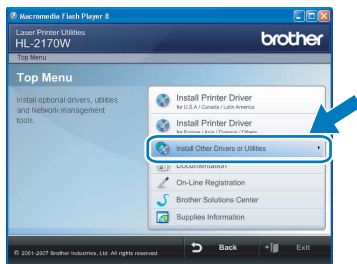 Macromedia Flash Player 8
Laser Printer Utilities
HL-2170W
brother
Top Menu
Top Menu
Install optional drivers, utilities
and Network management
tools.
Install Printer Driver
for U.S.A / Canada / Latin America
Install Printer Driver
for Europe / Asia / Oceania / Others
Install Other Drivers or Utilities
Documentation
On-Line Registration
Brother Solutions Center
Supplies Information
© 2001-2007 Brother Industries, Ltd. All rights reserved
Back
Exit